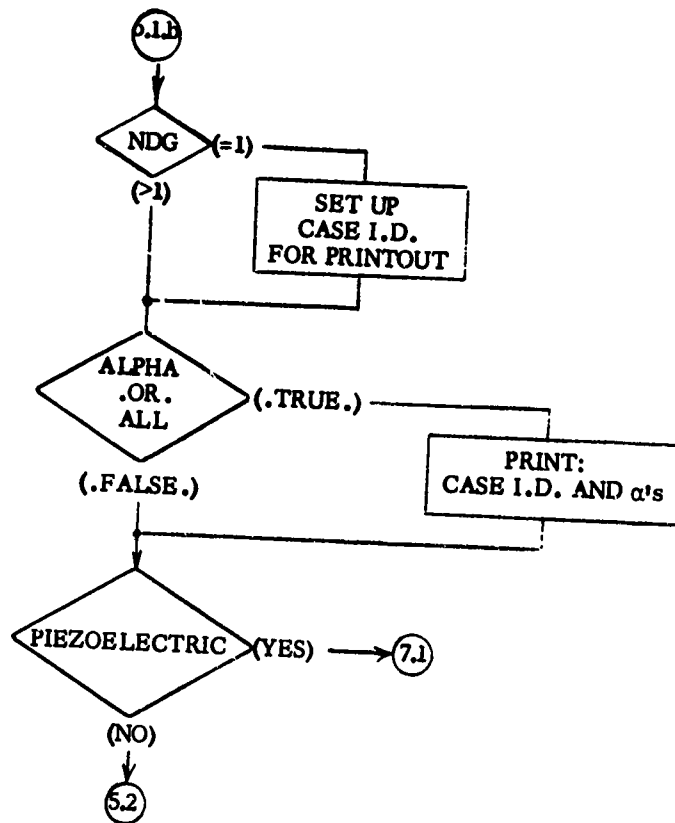 NDG (=1)
(>1)
SET UP
CASE I.D.
FOR PRINTOUT
ALPHA
.OR.
ALL
(.TRUE.)
(.FALSE.)
PRINT:
CASE I.D. AND α's
PIEZOELECTRIC (YES)
7.1
(NO)
5.2